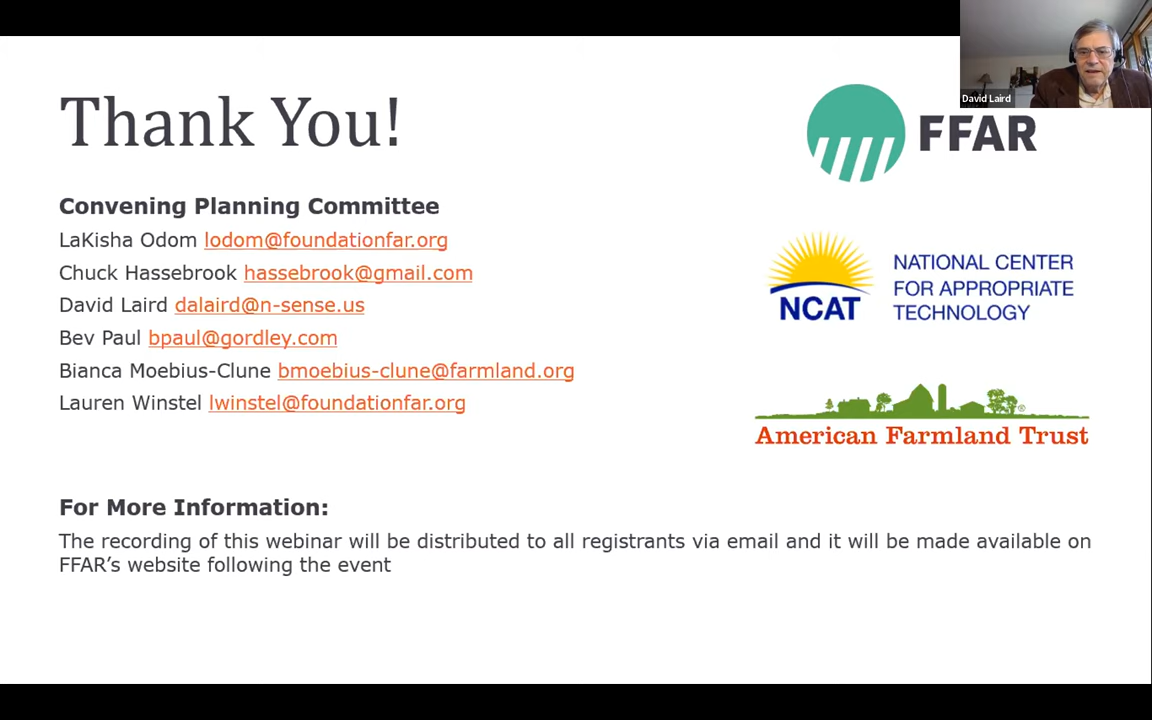 David Laird
Thank You!
FFAR
Convening Planning Committee
LaKisha Odom lodom@foundationfar.org
Chuck Hassebrook hassebrook@gmail.com
David Laird dalaird@n-sense.us
Bev Paul bpaul@gordley.com
Bianca Moebius-Clune bmoebius-clune@farmland.org
Lauren Winstel lwinstel@foundationfar.org
NCAT
NATIONAL CENTER
FOR APPROPRIATE
TECHNOLOGY
American Farmland Trust
®
For More Information:
The recording of this webinar will be distributed to all registrants via email and it will be made available on
FFAR’s website following the event